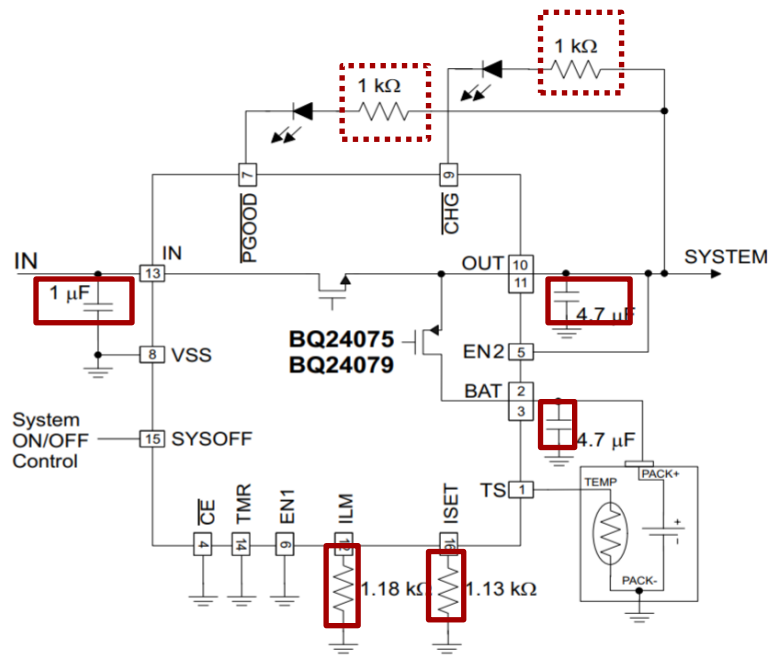 1 kΩ
1 kΩ
7
9
PGOOD
CHG
IN
IN
13
OUT
10
11
SYSTEM
1 μF
4.7 μF
BQ24075
BQ24079
8
VSS
EN2
5
BAT
2
3
System
ON/OFF
Control
15
SYSOFF
4.7 μF
TS
1
TEMP
PACK+
+
-
PACK-
CE
TMR
EN1
ILM
ISET
4
14
6
12
16
1.18 kΩ
1.13 kΩ